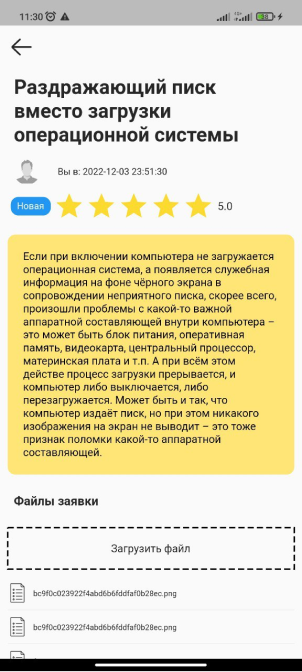 11:30
Раздражающий писк
вместо загрузки
операционной системы
Вы в: 2022-12-03 23:51:30
Новая 5.0
Если при включении компьютера не загружается
операционная система, а появляется служебная
информация на фоне чёрного экрана в
сопровождении неприятного писка, скорее всего,
произошли проблемы с какой-то важной
аппаратной составляющей внутри компьютера –
это может быть блок питания, оперативная
память, видеокарта, центральный процессор,
материнская плата и т.п. А при всём этом
действе процесс загрузки прерывается, и
компьютер либо выключается, либо
перезагружается. Может быть и так, что
компьютер издаёт писк, но при этом никакого
изображения на экран не выводит – это тоже
признак поломки какой-то аппаратной
составляющей.
Файлы заявки
Загрузить файл
bc9f0c023922f4abd6b6fddfaf0b28ec.png
bc9f0c023922f4abd6b6fddfaf0b28ec.png